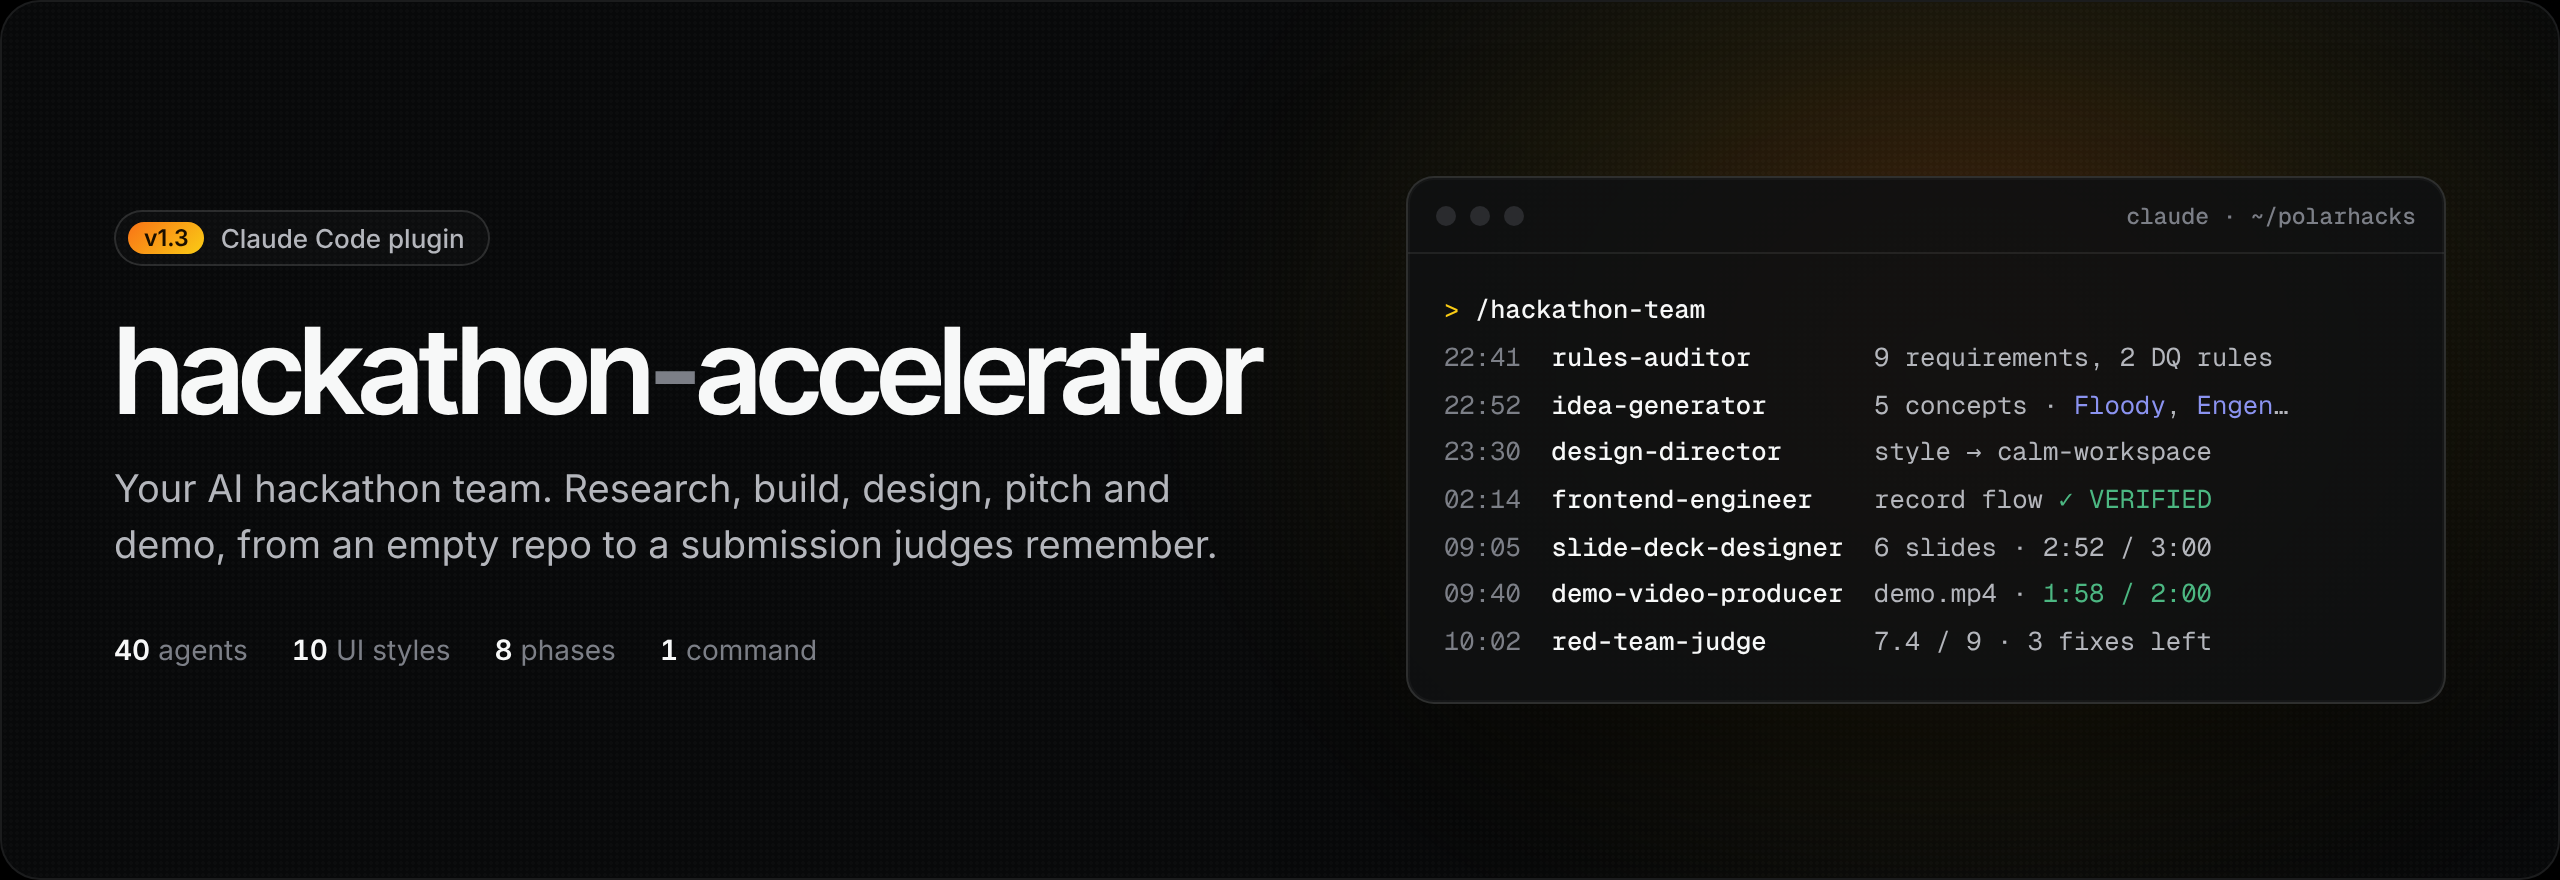 v1.3 Claude Code plugin
hackathon-accelerator
Your AI hackathon team. Research, build, design, pitch and
demo, from an empty repo to a submission judges remember.
40 agents 10 UI styles 8 phases 1 command
claude · ~/polarhacks
> /hackathon-team
22:41 rules-auditor 9 requirements, 2 DQ rules
22:52 idea-generator 5 concepts · Floody, Engen…
23:30 design-director style → calm-workspace
02:14 frontend-engineer record flow ✓ VERIFIED
09:05 slide-deck-designer 6 slides · 2:52 / 3:00
09:40 demo-video-producer demo.mp4 · 1:58 / 2:00
10:02 red-team-judge 7.4 / 9 · 3 fixes left